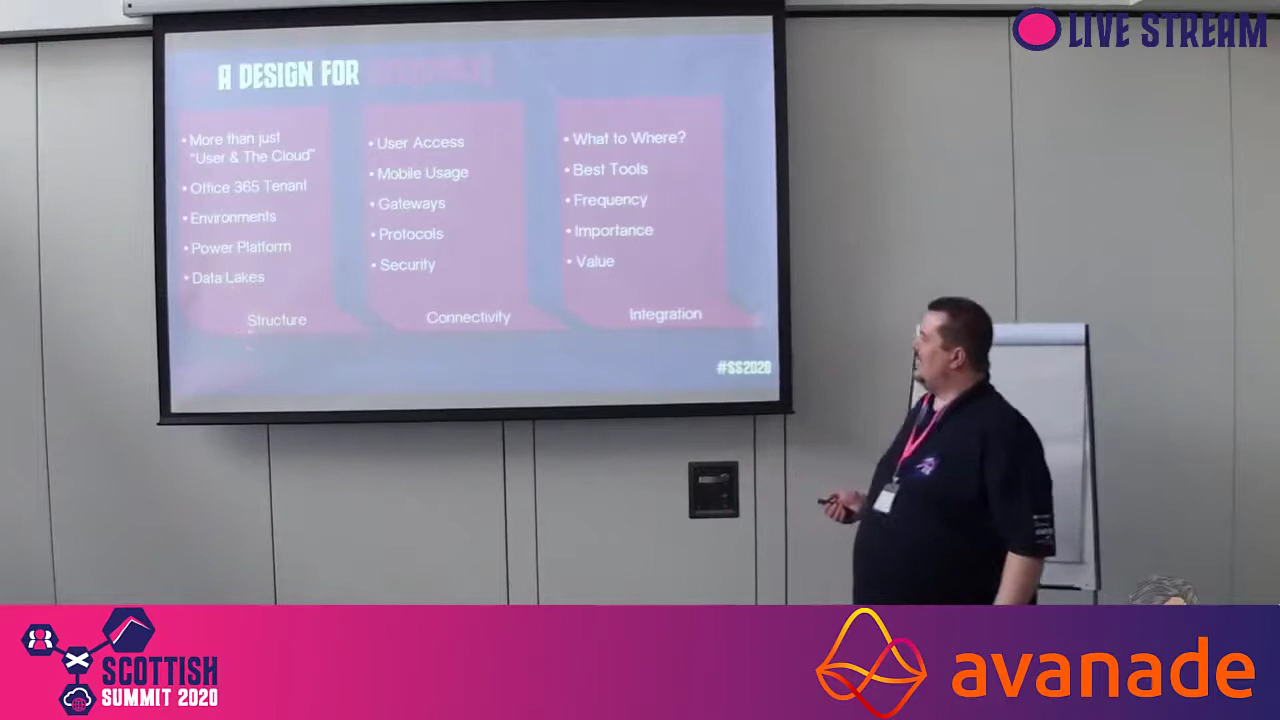 LIVE STREAM
A DESIGN FOR
• More than just
"User & The Cloud"
• Office 365 Tenant
• Environments
• Power Platform
• Data Lakes
Structure
• User Access
• Mobile Usage
• Gateways
• Protocols
• Security
Connectivity
• What to Where?
• Best Tools
• Frequency
• Importance
• Value
Integration
#SS2020
SCOTTISH
SUMMIT 2020
avanade